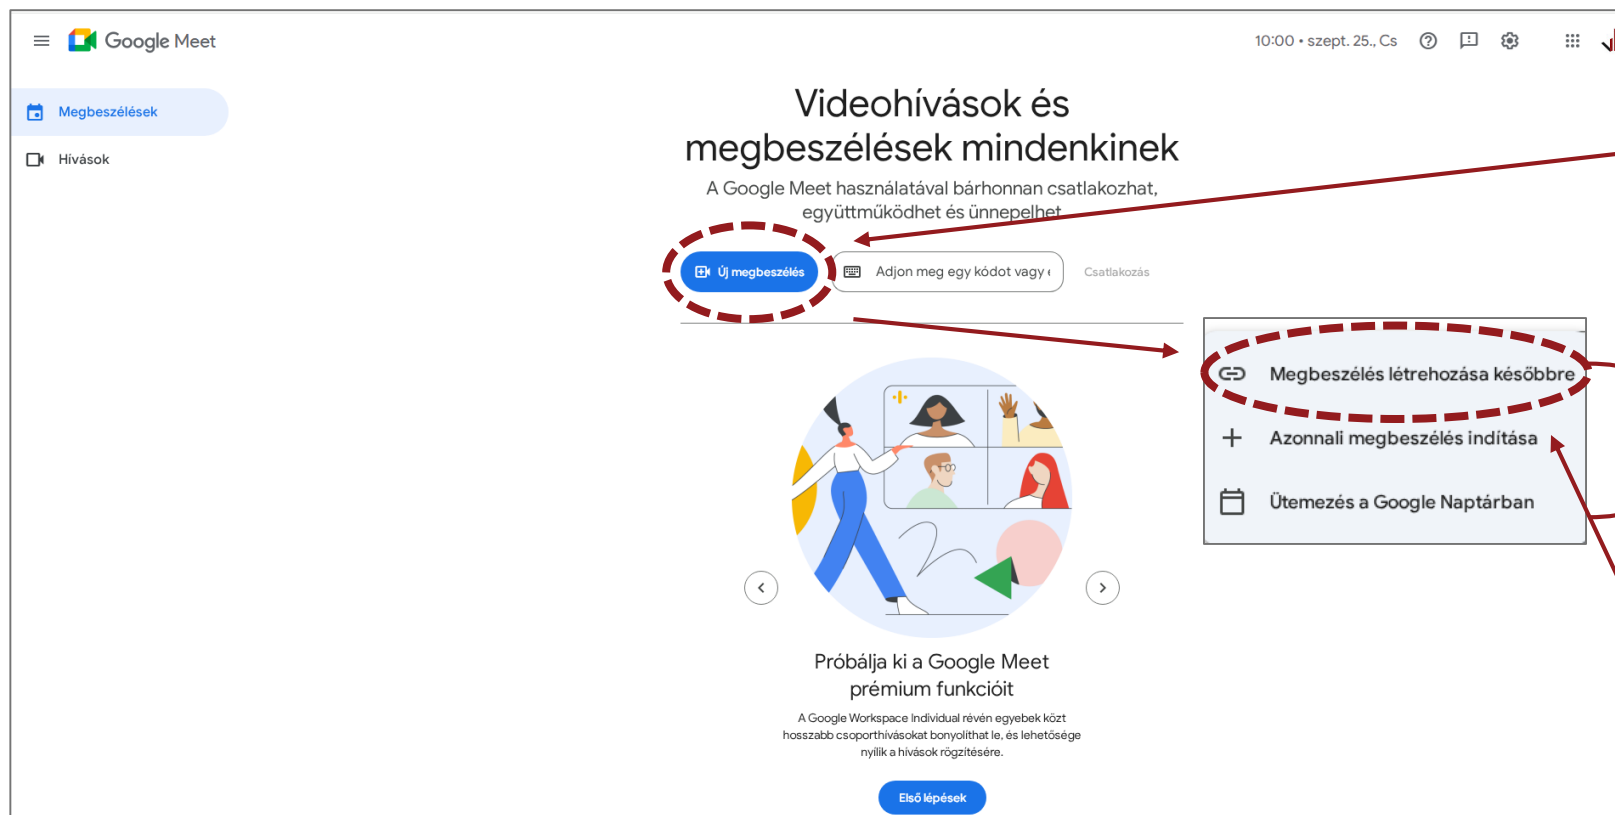 Google Meet
10:00 • szept. 25., Cs
Megbeszélések
Hívások
Videohívások és
megbeszélések mindenkinek
A Google Meet használatával bárhonnan csatlakozhat,
együttműködhet és ünnepelhet
Új megbeszélés
Adjon meg egy kódot vagy
Csatlakozás
Megbeszélés létrehozása későbbre
Azonnali megbeszélés indítása
Ütemezés a Google Naptárban
Próbálja ki a Google Meet
prémium funkcióit
A Google Workspace Individual révén egyebek közt
hosszabb csoporthívásokat bonyolíthat le, és lehetősége
nyílik a hívások rögzítésére.
Első lépések